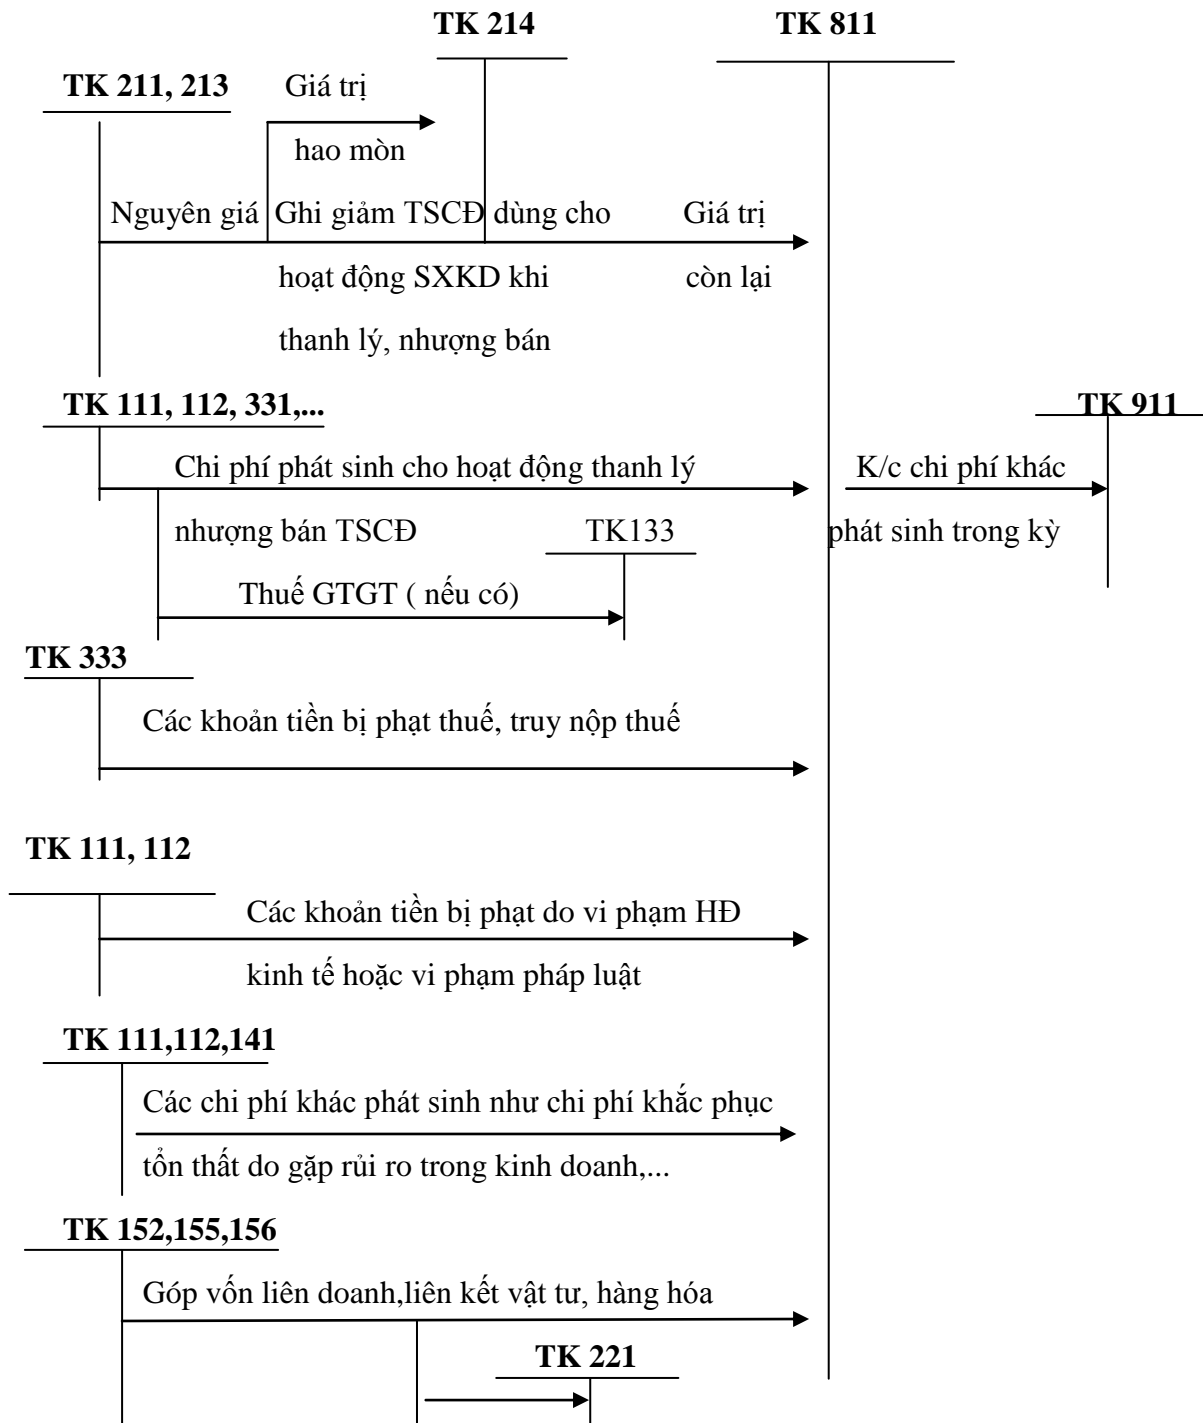 TK 214
TK 811
TK 211, 213
Giá trị
hao mòn
Nguyên giá
Ghi giảm TSCĐ dùng cho
hoạt động SXKD khi
thanh lý, nhượng bán
Giá trị
còn lại
TK 111, 112, 331,...
TK 911
Chi phí phát sinh cho hoạt động thanh lý
nhượng bán TSCĐ
K/c chi phí khác
phát sinh trong kỳ
TK133
Thuế GTGT ( nếu có)
TK 333
Các khoản tiền bị phạt thuế, truy nộp thuế
TK 111, 112
Các khoản tiền bị phạt do vi phạm HĐ
kinh tế hoặc vi phạm pháp luật
TK 111,112,141
Các chi phí khác phát sinh như chi phí khắc phục
tổn thất do gặp rủi ro trong kinh doanh,...
TK 152,155,156
Góp vốn liên doanh,liên kết vật tư, hàng hóa
TK 221